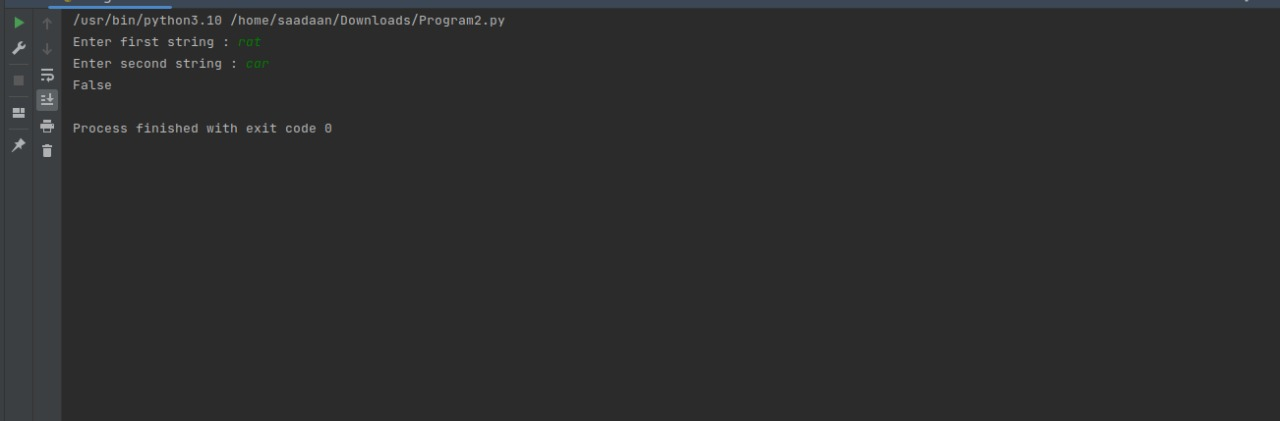 /usr/bin/python3.10 /home/saadaan/Downloads/Program2.py
Enter first string : rat
Enter second string : car
False
Process finished with exit code 0